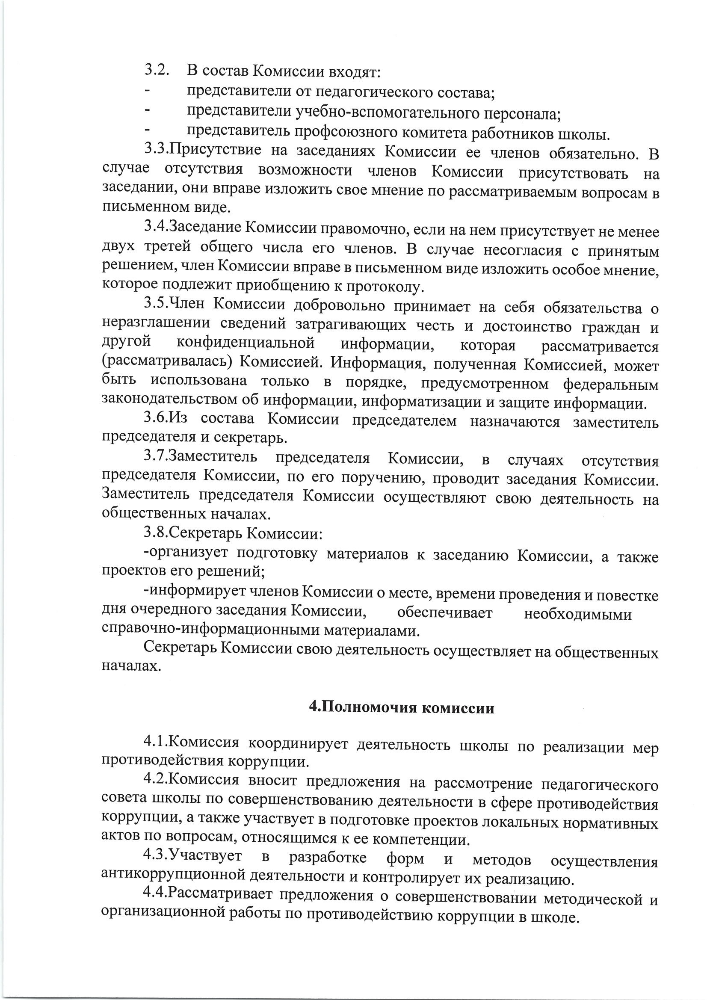 3.2. В состав Комиссии входят:
- представители от педагогического состава;
- представители учебно-вспомогательного персонала;
- представитель профсоюзного комитета работников школы.
3.3.Присутствие на заседаниях Комиссии ее членов обязательно. В
случае отсутствия возможности членов Комиссии присутствовать на
заседании, они вправе изложить свое мнение по рассматриваемым вопросам в
письменном виде.
3.4.Заседание Комиссии правомочно, если на нем присутствует не менее
двух третей общего числа его членов. В случае несогласия с принятым
решением, член Комиссии вправе в письменном виде изложить особое мнение,
которое подлежит приобщению к протоколу.
3.5.Член Комиссии добровольно принимает на себя обязательства о
неразглашении сведений затрагивающих честь и достоинство граждан и
другой конфиденциальной информации, которая рассматривается
(рассматривалась) Комиссией. Информация, полученная Комиссией, может
быть использована только в порядке, предусмотренном федеральным
законодательством об информации, информатизации и защите информации.
3.6.Из состава Комиссии председателем назначаются заместитель
председателя и секретарь.
3.7.Заместитель председателя Комиссии, в случаях отсутствия
председателя Комиссии, по его поручению, проводит заседания Комиссии.
Заместитель председателя Комиссии осуществляют свою деятельность на
общественных началах.
3.8.Секретарь Комиссии:
-организует подготовку материалов к заседанию Комиссии, а также
проектов его решений;
-информирует членов Комиссии о месте, времени проведения и повестке
дня очередного заседания Комиссии, обеспечивает необходимыми
справочно-информационными материалами.
Секретарь Комиссии свою деятельность осуществляет на общественных
началах.
4.Полномочия комиссии
4.1.Комиссия координирует деятельность школы по реализации мер
противодействия коррупции.
4.2.Комиссия вносит предложения на рассмотрение педагогического
совета школы по совершенствованию деятельности в сфере противодействия
коррупции, а также участвует в подготовке проектов локальных нормативных
актов по вопросам, относящимся к ее компетенции.
4.3.Участвует в разработке форм и методов осуществления
антикоррупционной деятельности и контролирует их реализацию.
4.4.Рассматривает предложения о совершенствовании методической и
организационной работы по противодействию коррупции в школе.